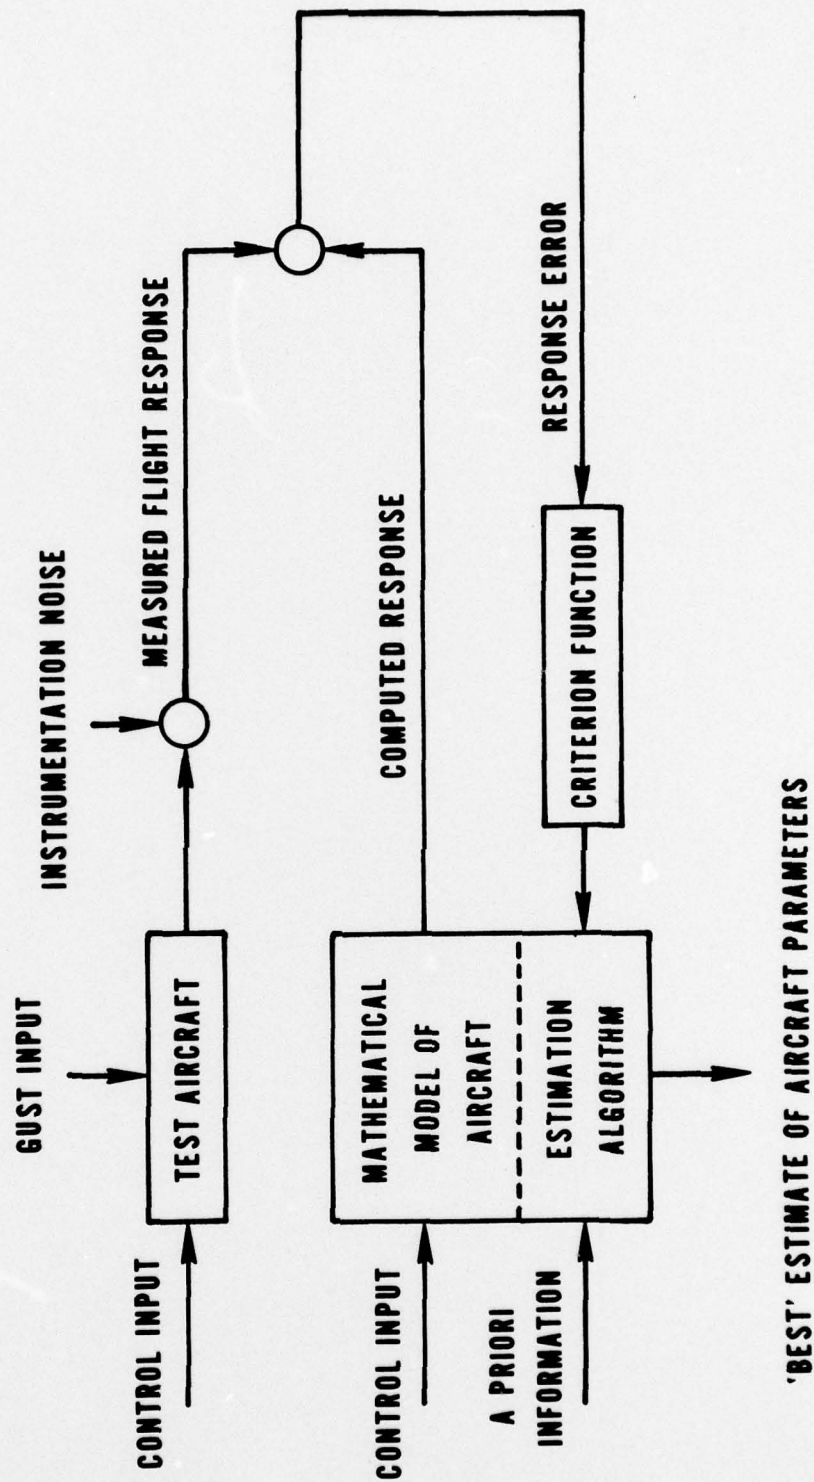 GUST INPUT
INSTRUMENTATION NOISE
CONTROL INPUT
TEST AIRCRAFT
MEASURED FLIGHT RESPONSE
CONTROL INPUT
MATHEMATICAL
MODEL OF
AIRCRAFT
COMPUTED RESPONSE
A PRIORI
INFORMATION
ESTIMATION
ALGORITHM
CRITERION FUNCTION
RESPONSE ERROR
'BEST' ESTIMATE OF AIRCRAFT PARAMETERS